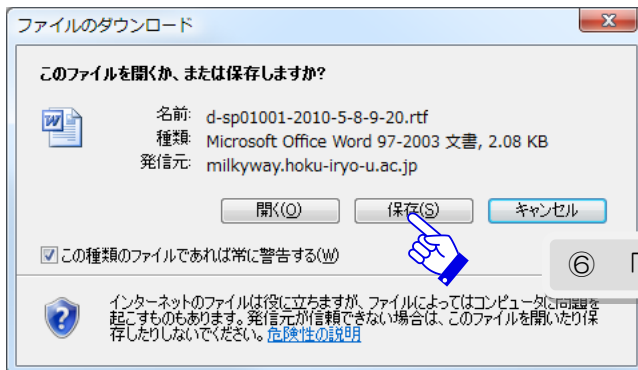 ファイルのダウンロード
このファイルを開くか、または保存しますか?
名前: d-sp01001-2010-5-8-9-20.rtf
種類: Microsoft Office Word 97-2003 文書, 2.08 KB
発信元: milkyway.hoku-iryo-u.ac.jp
開く(O) 保存(S) キャンセル
この種類のファイルであれば常に警告する(W)
⑥ 「
インターネットのファイルは役に立ちますが、ファイルによってはコンピュータに問題を
起こすものもあります。発信元が信頼できない場合は、このファイルを開いたり保
存したりしないでください。危険性の説明